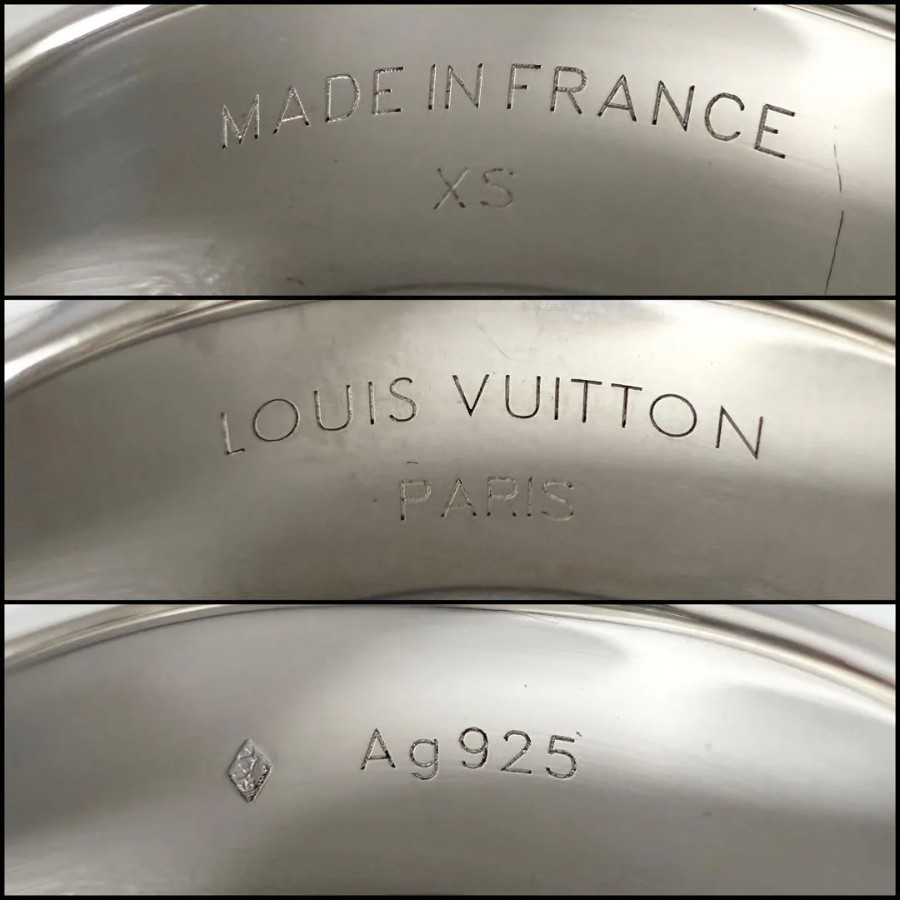 MADE IN FRANCE
XS
LOUIS VUITTON
PARIS
Ag925